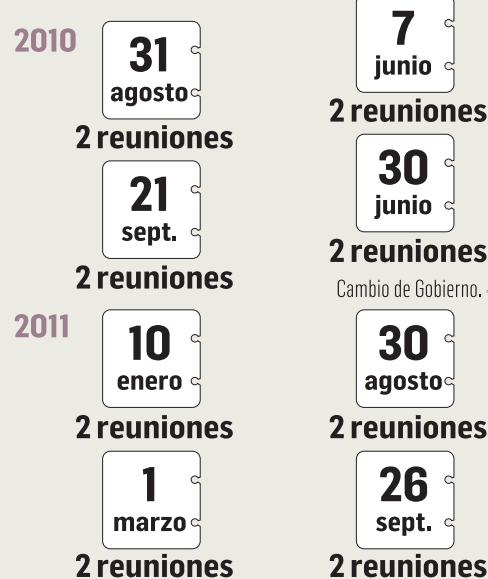 2010
31
agosto
2 reuniones
21
sept.
2 reuniones
2011
10
enero
2 reuniones
1
marzo
2 reuniones
7
junio
2 reuniones
30
junio
2 reuniones
Cambio de Gobierno.
30
agosto
2 reuniones
26
sept.
2 reuniones